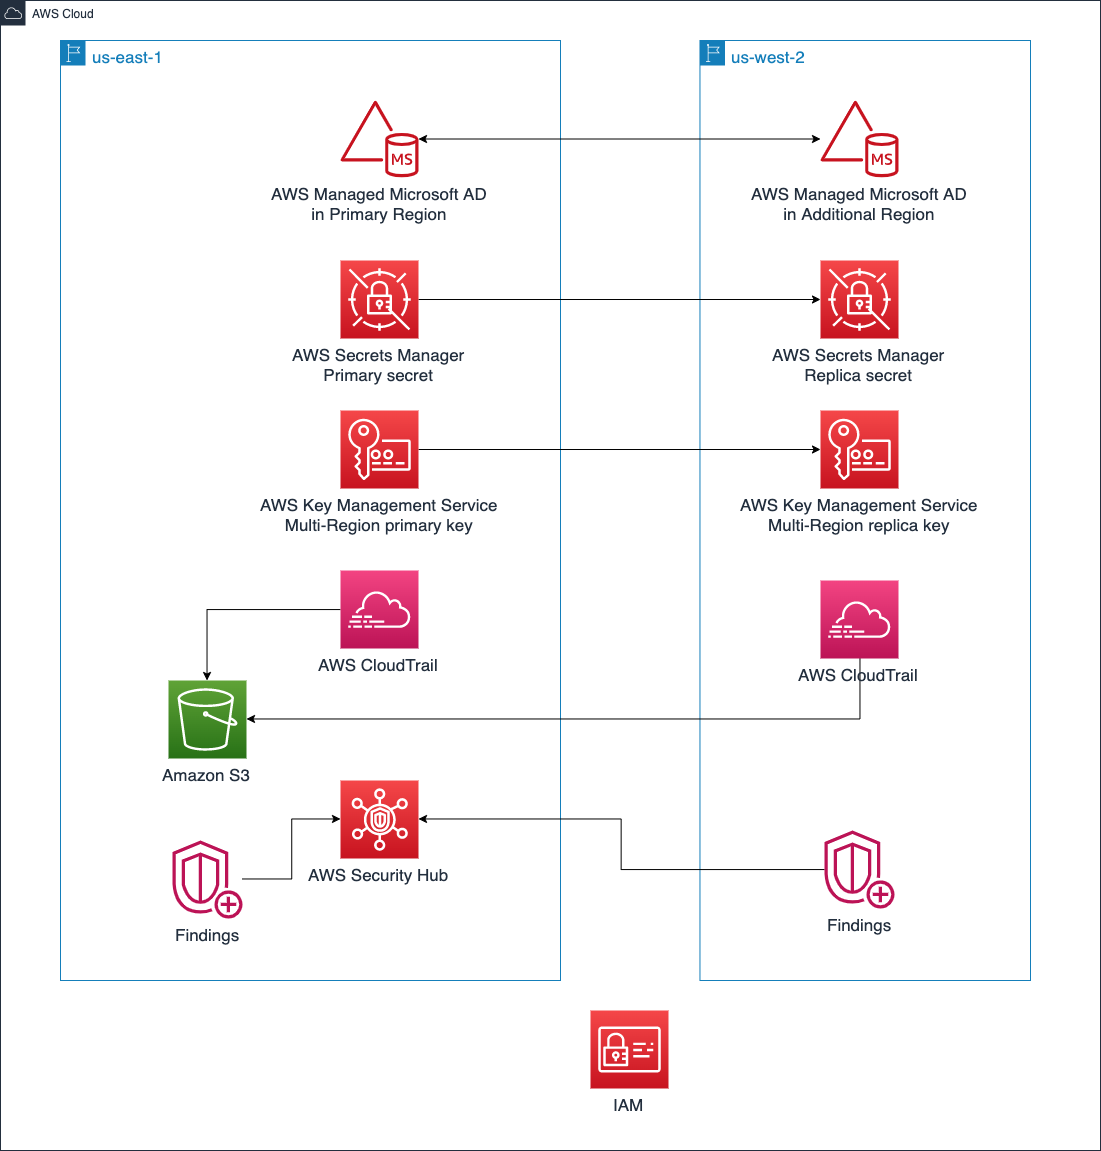 AWS Cloud
us-east-1
us-west-2
MS
MS
AWS Managed Microsoft AD
in Primary Region
AWS Managed Microsoft AD
in Additional Region
AWS Secrets Manager
Primary secret
AWS Secrets Manager
Replica secret
AWS Key Management Service
Multi-Region primary key
AWS Key Management Service
Multi-Region replica key
AWS CloudTrail
AWS CloudTrail
Amazon S3
AWS Security Hub
Findings
Findings
IAM